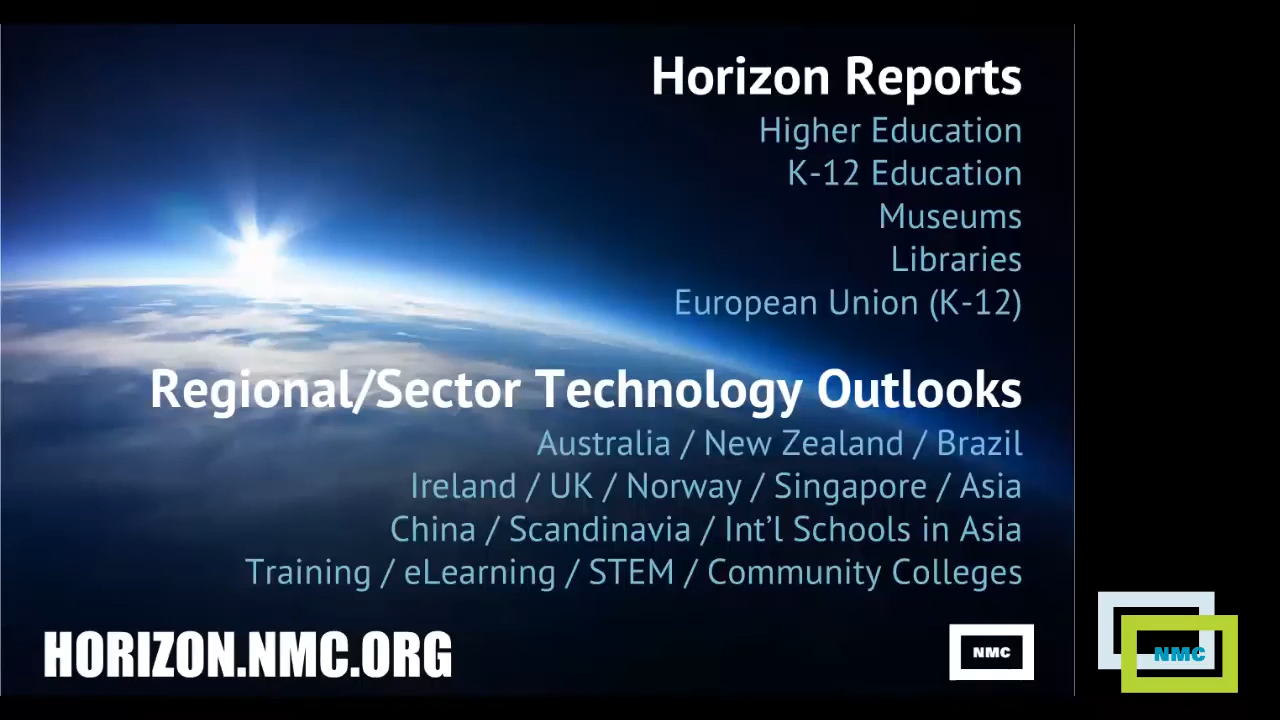 Horizon Reports
Higher Education
K-12 Education
Museums
Libraries
European Union (K-12)
Regional/Sector Technology Outlooks
Australia / New Zealand / Brazil
Ireland / UK / Norway / Singapore / Asia
China / Scandinavia / Int’l Schools in Asia
Training / eLearning / STEM / Community Colleges
HORIZON.NMC.ORG
NMC
NMC